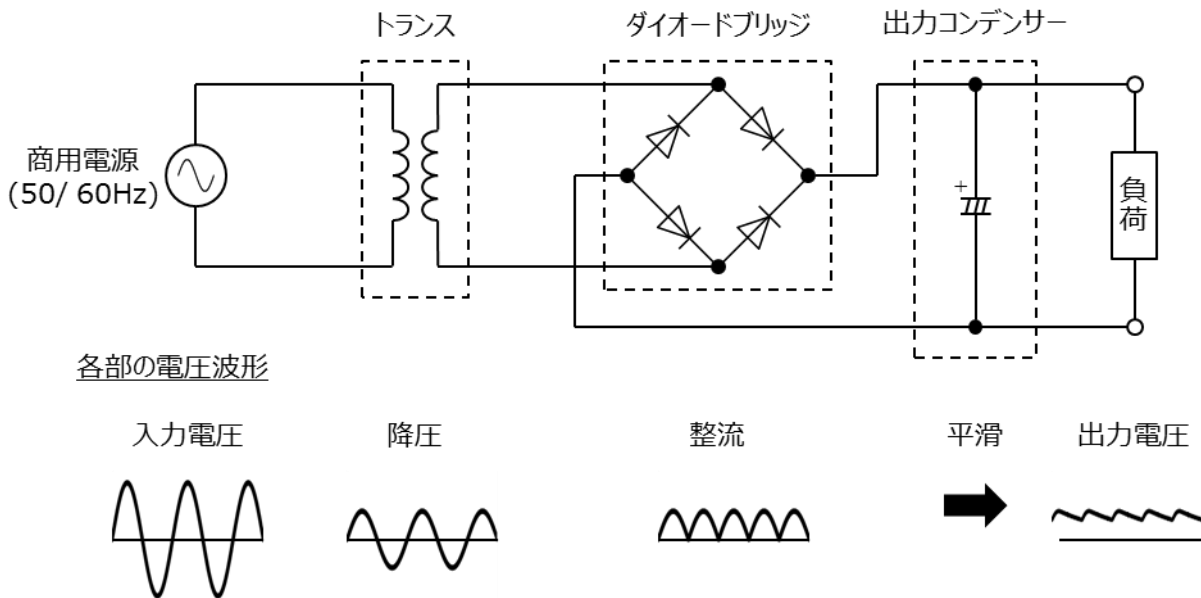 トランス
ダイオードブリッジ
出力コンデンサー
商用電源
(50/ 60Hz)
+
負荷
各部の電圧波形
入力電圧
降圧
整流
平滑
出力電圧